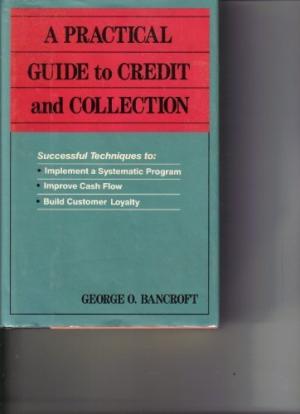 A PRACTICAL
GUIDE to CREDIT
and COLLECTION
Successful Techniques to:
• Implement a Systematic Program
• Improve Cash Flow
• Build Customer Loyalty
GEORGE O. BANCROFT